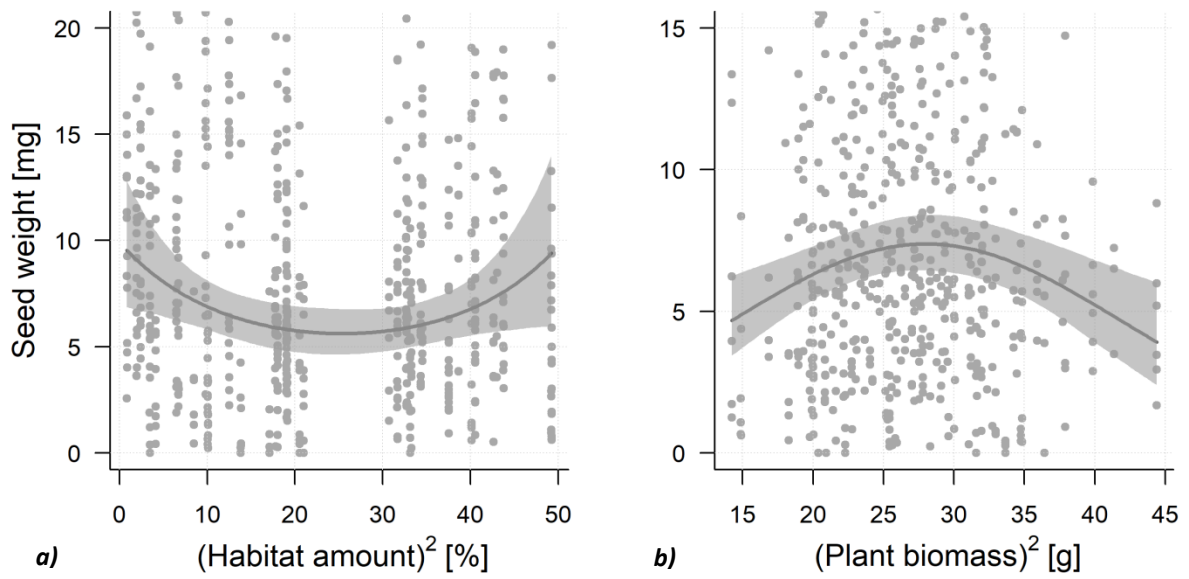 Seed weight [mg]
20
15
10
5
0
0 10 20 30 40 50
a) (Habitat amount)² [%]
15
10
5
0
15 20 25 30 35 40 45
b) (Plant biomass)² [g]